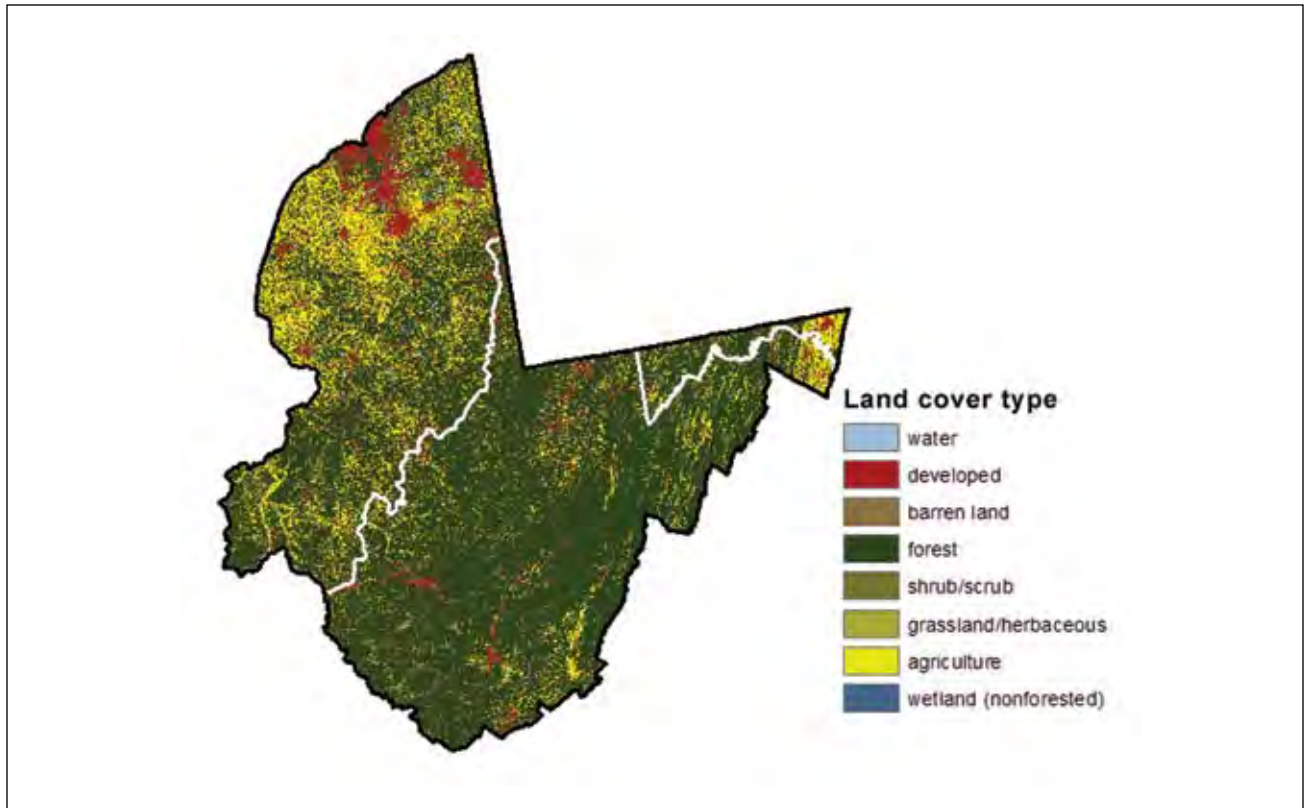 Land cover type
water
developed
barren land
forest
shrub/scrub
grassland/herbaceous
agriculture
wetland (nonforested)